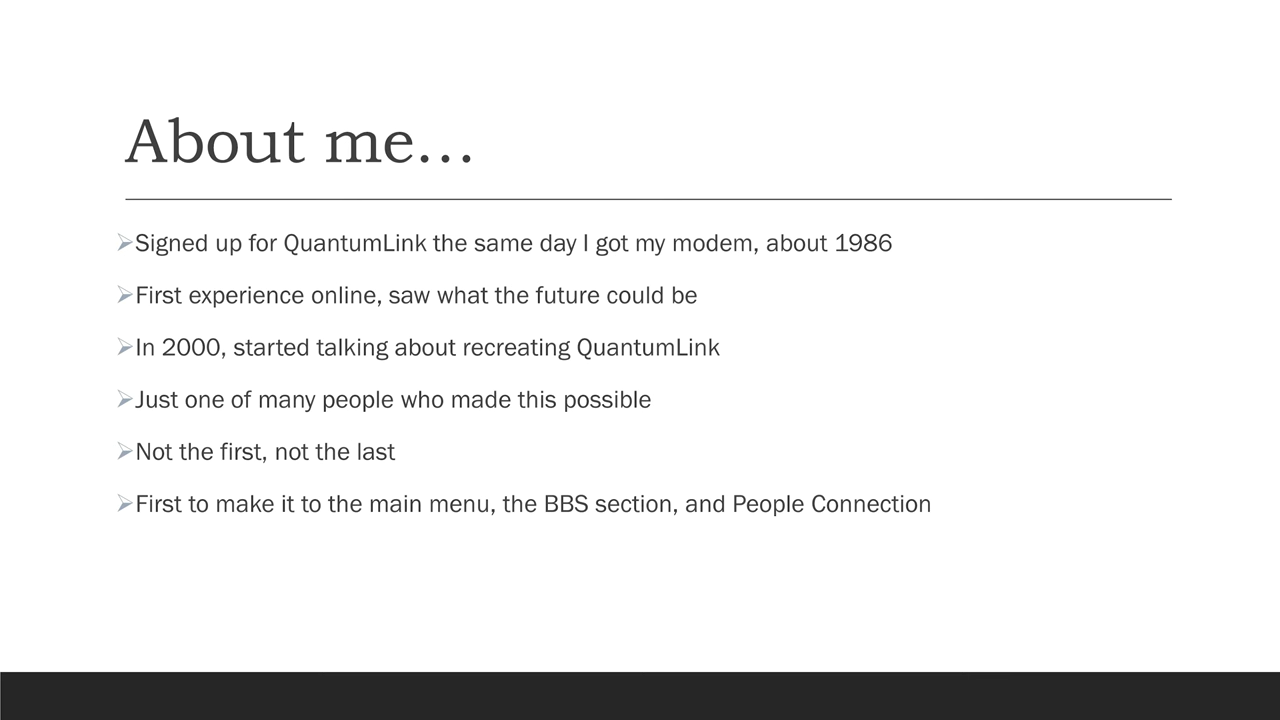 About me…
Signed up for QuantumLink the same day I got my modem, about 1986
First experience online, saw what the future could be
In 2000, started talking about recreating QuantumLink
Just one of many people who made this possible
Not the first, not the last
First to make it to the main menu, the BBS section, and People Connection